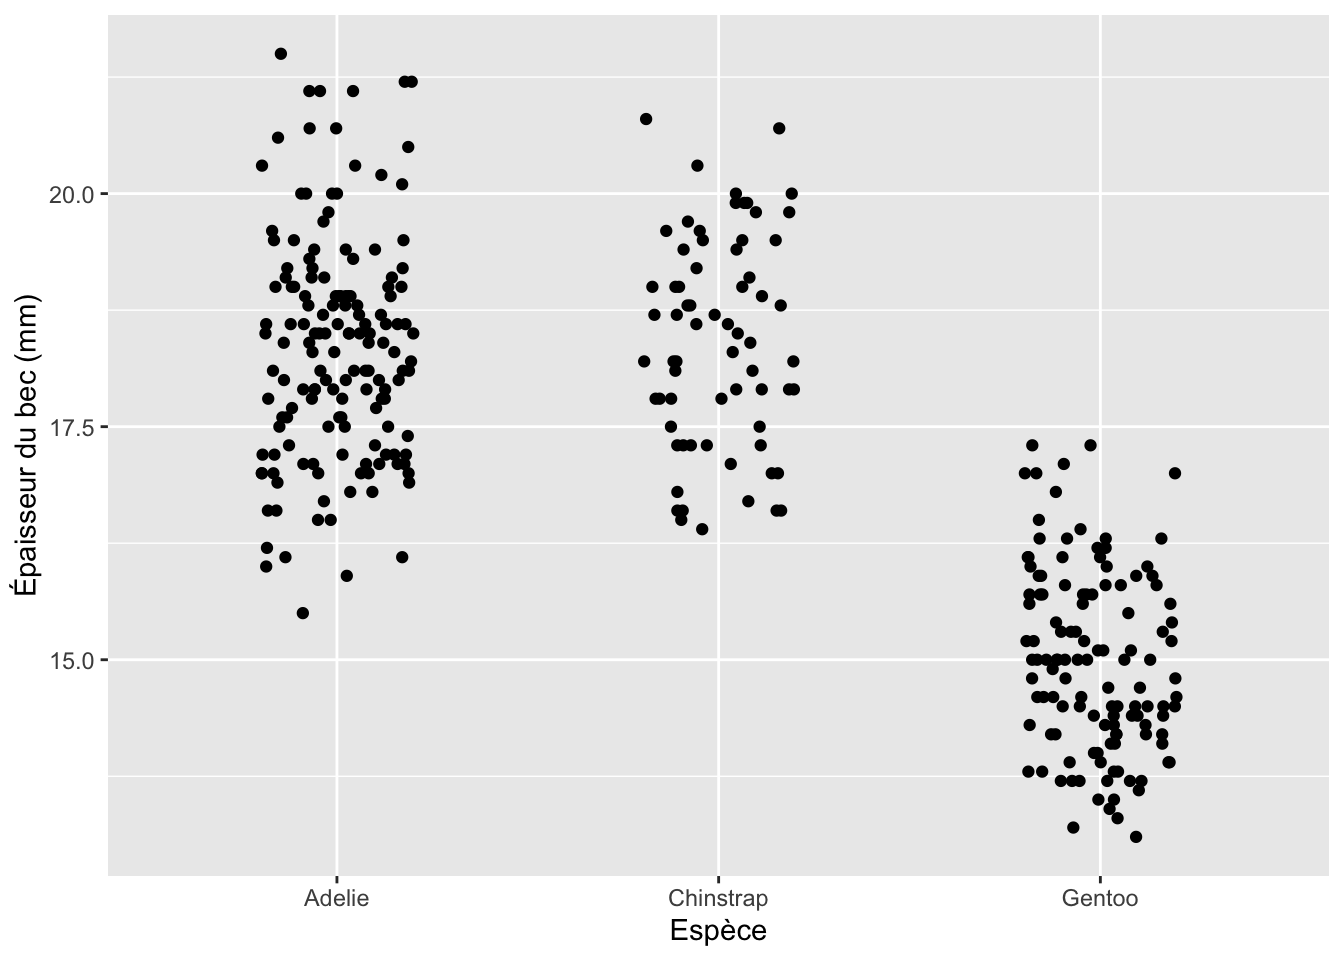 Épaisseur du bec (mm)
20.0
17.5
15.0
Adelie
Chinstrap
Gentoo
Espèce